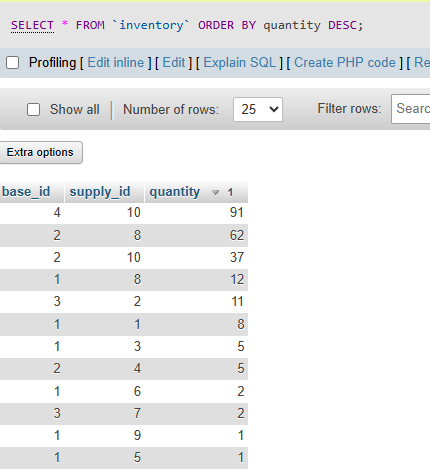 SELECT * FROM `inventory` ORDER BY quantity DESC;
Profiling [ Edit inline ] [ Edit ] [ Explain SQL ] [ Create PHP code ] [ Re
Show all Number of rows: 25 Filter rows: Searc
Extra options
base_id supply_id quantity 1
4 10 91
2 8 62
2 10 37
1 8 12
3 2 11
1 1 8
1 3 5
2 4 5
1 6 2
3 7 2
1 9 1
1 5 1